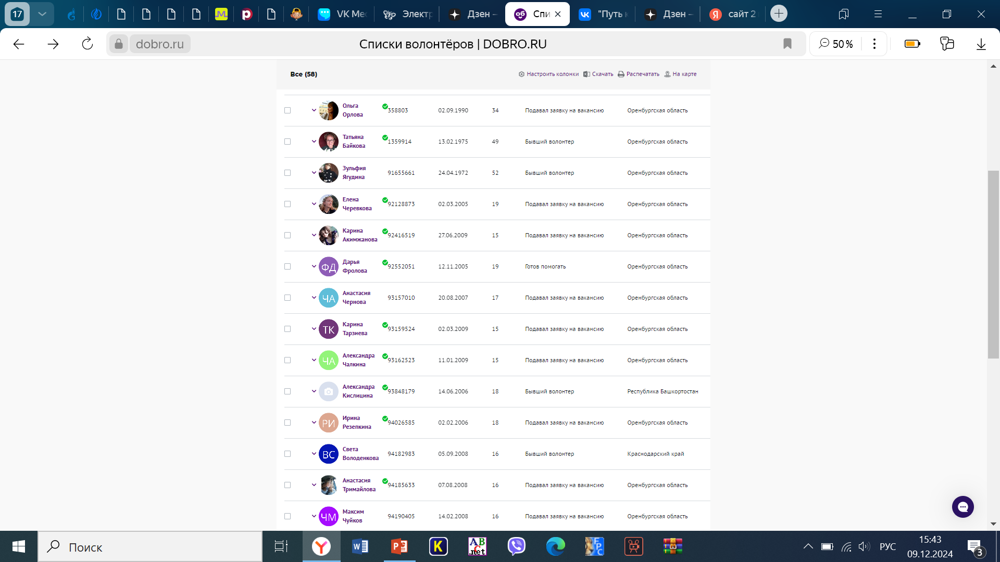 17
VK Мес
Электр
Дзен –
Спи
"Путь к
Дзен –
сайт 2
dobro.ru
Списки волонтёров | DOBRO.RU
50 %
Все (58)
Настроить колонки
Скачать
Распечатать
На карте
Ольга Орлова 358803 02.09.1990 34 Подавал заявку на вакансию Оренбургская область
Татьяна Байкова 1359914 13.02.1975 49 Бывший волонтер Оренбургская область
Зульфия Ягудина 91655661 24.04.1972 52 Бывший волонтер Оренбургская область
Елена Черевкова 92128873 02.03.2005 19 Подавал заявку на вакансию Оренбургская область
Карина Акимжанова 92416519 27.06.2009 15 Подавал заявку на вакансию Оренбургская область
ФД Дарья Фролова 92552051 12.11.2005 19 Готов помогать Оренбургская область
ЧА Анастасия Чернова 93157010 20.08.2007 17 Подавал заявку на вакансию Оренбургская область
ТК Карина Тарзиева 93159524 02.03.2009 15 Подавал заявку на вакансию Оренбургская область
ЧА Александра Чалкина 93162523 11.01.2009 15 Подавал заявку на вакансию Оренбургская область
Александра Кислицина 93848179 14.06.2006 18 Бывший волонтер Республика Башкортостан
РИ Ирина Резепкина 94026585 02.02.2006 18 Подавал заявку на вакансию Оренбургская область
ВС Света Володенкова 94182983 05.09.2008 16 Бывший волонтер Краснодарский край
Анастасия Тримайлова 94185633 07.08.2008 16 Подавал заявку на вакансию Оренбургская область
ЧМ Максим Чуйков 94190405 14.02.2008 16 Подавал заявку на вакансию Оренбургская область
Поиск
РУС
15:43
09.12.2024
3